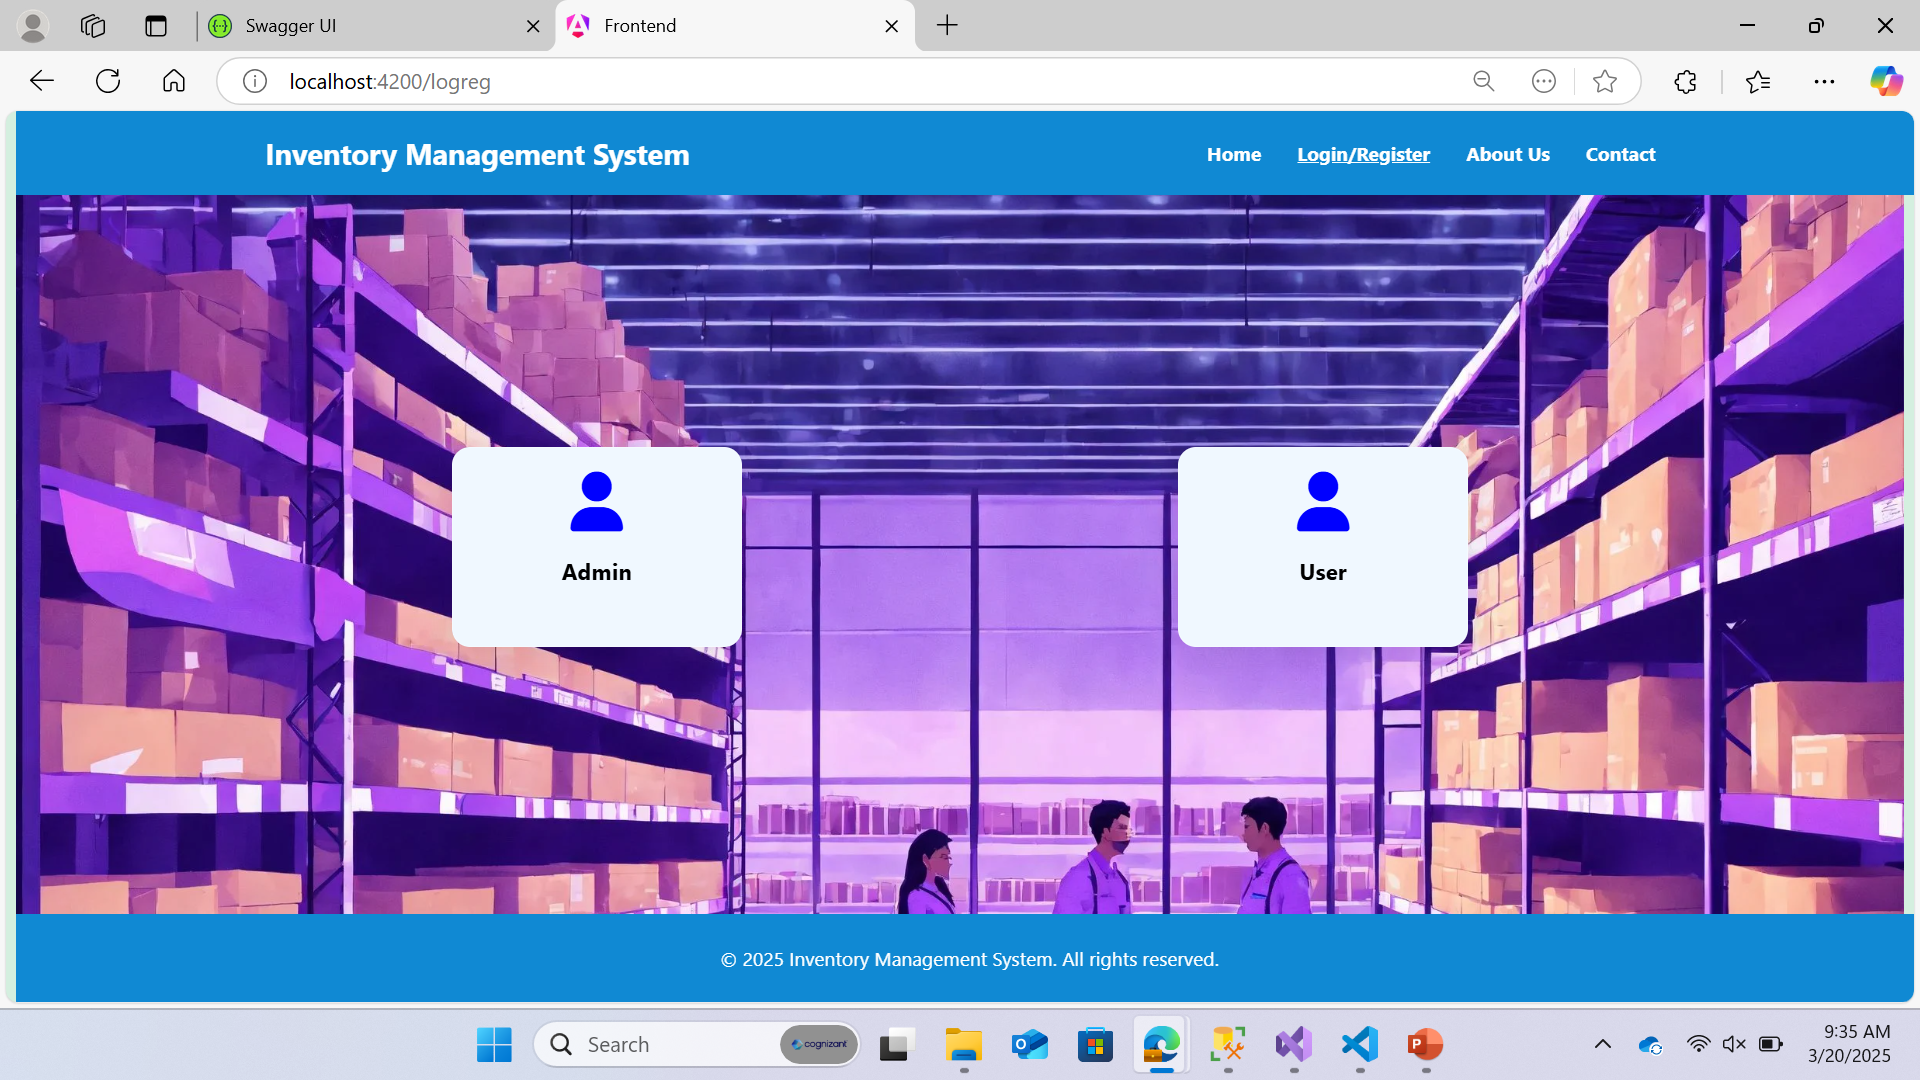 Swagger UI
Frontend
localhost:4200/logreg
Inventory Management System
Home
Login/Register
About Us
Contact
Admin
User
© 2025 Inventory Management System. All rights reserved.
Search
cognizant
9:35 AM
3/20/2025